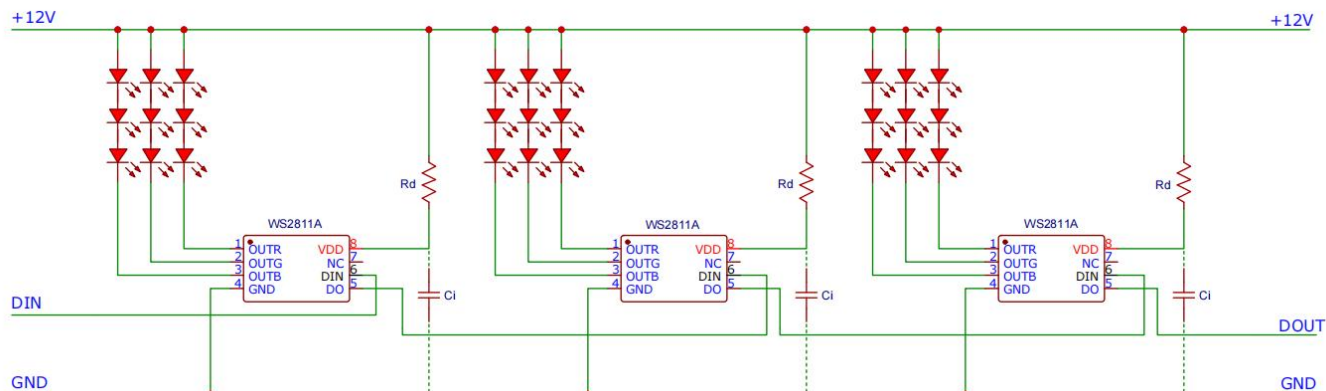 +12V
+12V
Rd
Rd
Rd
WS2811A
WS2811A
WS2811A
1 OUTR VDD 8
2 OUTG NC 7
3 OUTB DIN 6
4 GND DO 5
1 OUTR VDD 8
2 OUTG NC 7
3 OUTB DIN 6
4 GND DO 5
1 OUTR VDD 8
2 OUTG NC 7
3 OUTB DIN 6
4 GND DO 5
Ci
Ci
Ci
DIN
DOUT
GND
GND